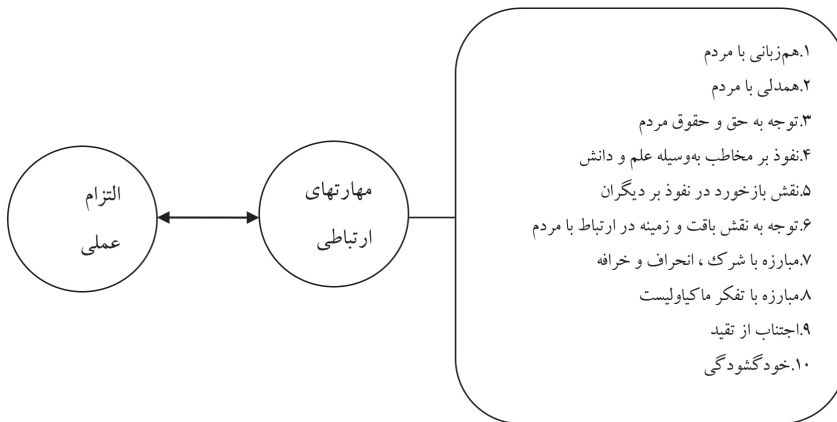 ۱.هم‌زبانی با مردم
۲.همدلی با مردم
۳.توجه به حق و حقوق مردم
۴.نفوذ بر مخاطب به‌وسیله علم و دانش
۵.نقش بازخورد در نفوذ بر دیگران
۶.توجه به نقش باقت و زمینه در ارتباط با مردم
۷.مبارزه با شرک ، انحراف و خرافه
۸.مبارزه با تفکر ماکیاولیست
۹.اجتناب از تقید
۱۰.خودگشودگی
مهارتهای
ارتباطی
التزام
عملی